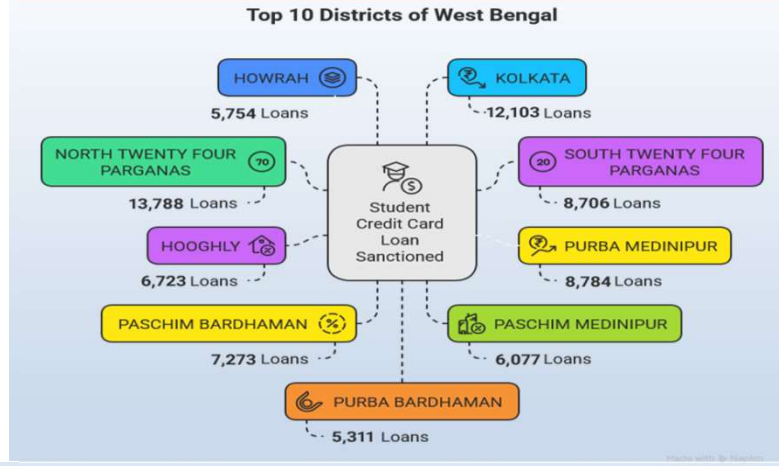 Top 10 Districts of West Bengal
HOWRAH
5,754 Loans
KOLKATA
12,103 Loans
NORTH TWENTY FOUR
PARGANAS
70
13,788 Loans
20
SOUTH TWENTY FOUR
PARGANAS
8,706 Loans
Student
Credit Card
Loan
Sanctioned
HOOGHLY
6,723 Loans
PURBA MEDINIPUR
8,784 Loans
PASCHIM BARDHAMAN
7,273 Loans
PASCHIM MEDINIPUR
6,077 Loans
PURBA BARDHAMAN
5,311 Loans
Made with Napkin